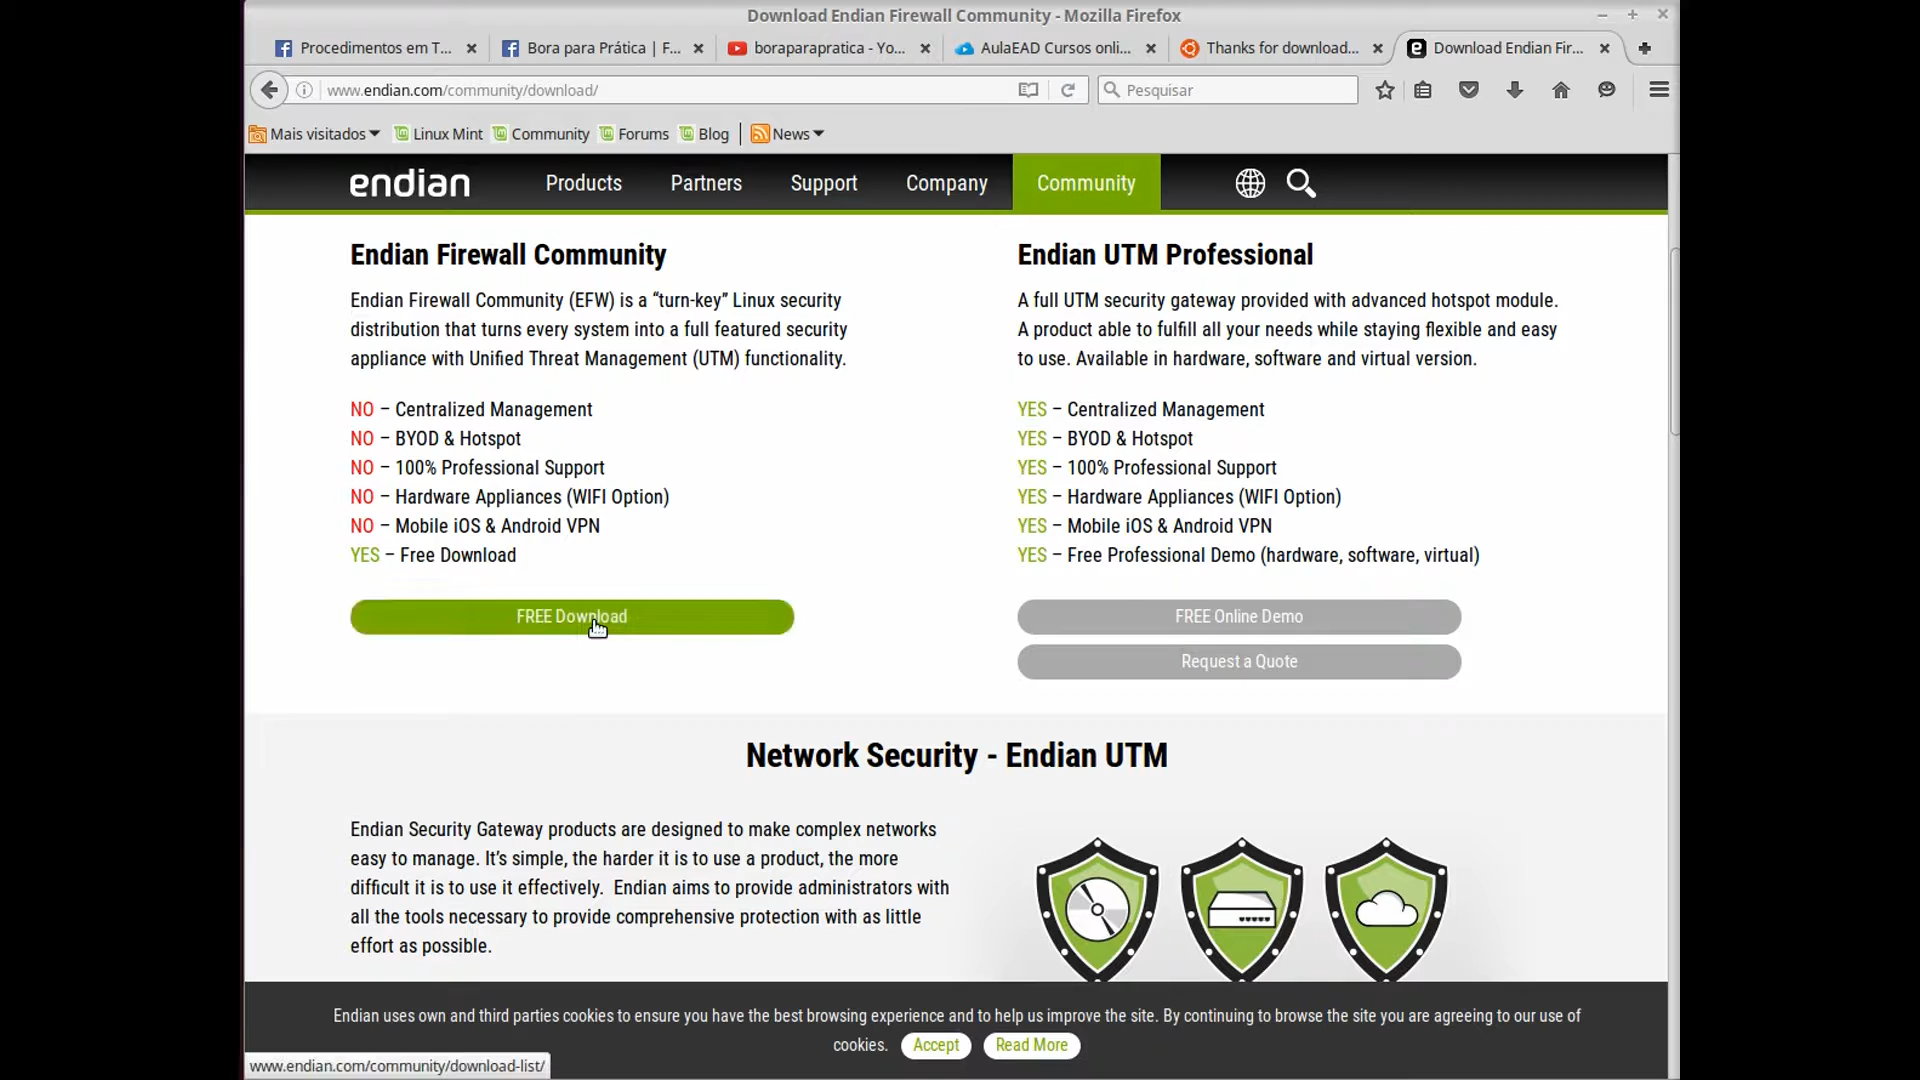 Download Endian Firewall Community - Mozilla Firefox
Procedimentos em T...
Bora para Prática | F...
boraparapratica - Yo...
AulaEAD Cursos onli...
Thanks for download...
Download Endian Fir...
www.endian.com/community/download/
Pesquisar
Mais visitados
Linux Mint
Community
Forums
Blog
News
endian
Products
Partners
Support
Company
Community
Endian Firewall Community
Endian Firewall Community (EFW) is a “turn-key” Linux security
distribution that turns every system into a full featured security
appliance with Unified Threat Management (UTM) functionality.
NO – Centralized Management
NO – BYOD & Hotspot
NO – 100% Professional Support
NO – Hardware Appliances (WIFI Option)
NO – Mobile iOS & Android VPN
YES – Free Download
FREE Download
Endian UTM Professional
A full UTM security gateway provided with advanced hotspot module.
A product able to fulfill all your needs while staying flexible and easy
to use. Available in hardware, software and virtual version.
YES – Centralized Management
YES – BYOD & Hotspot
YES – 100% Professional Support
YES – Hardware Appliances (WIFI Option)
YES – Mobile iOS & Android VPN
YES – Free Professional Demo (hardware, software, virtual)
FREE Online Demo
Request a Quote
Network Security - Endian UTM
Endian Security Gateway products are designed to make complex networks
easy to manage. It’s simple, the harder it is to use a product, the more
difficult it is to use it effectively. Endian aims to provide administrators with
all the tools necessary to provide comprehensive protection with as little
effort as possible.
Endian uses own and third parties cookies to ensure you have the best browsing experience and to help us improve the site. By continuing to browse the site you are agreeing to our use of
cookies. Accept Read More
www.endian.com/community/download-list/